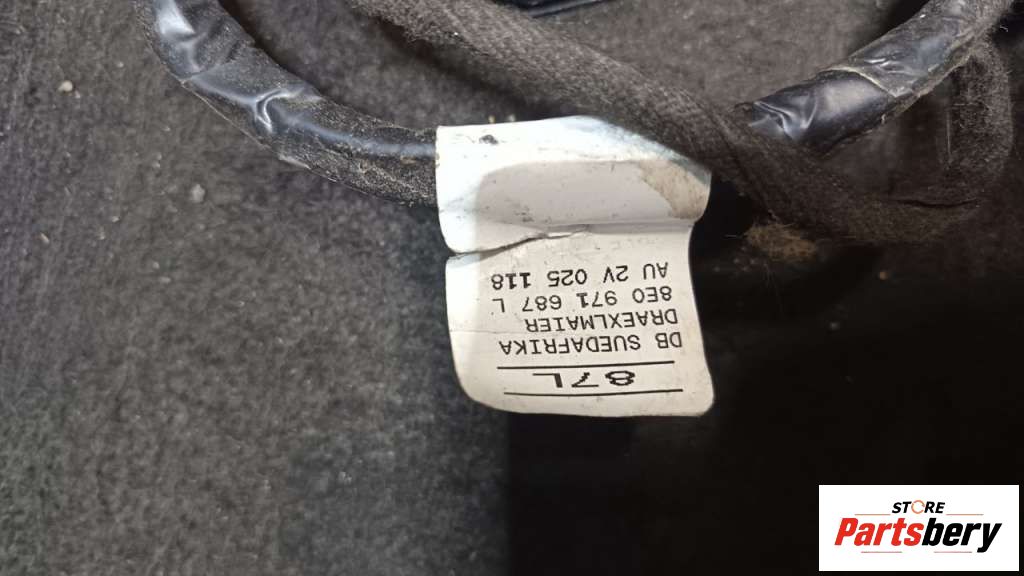 87L
DB SUEDAFRIKA
DRAEXLMAIER
8E0 971 687 L
AU 2V 025 118
STORE
Partsbery